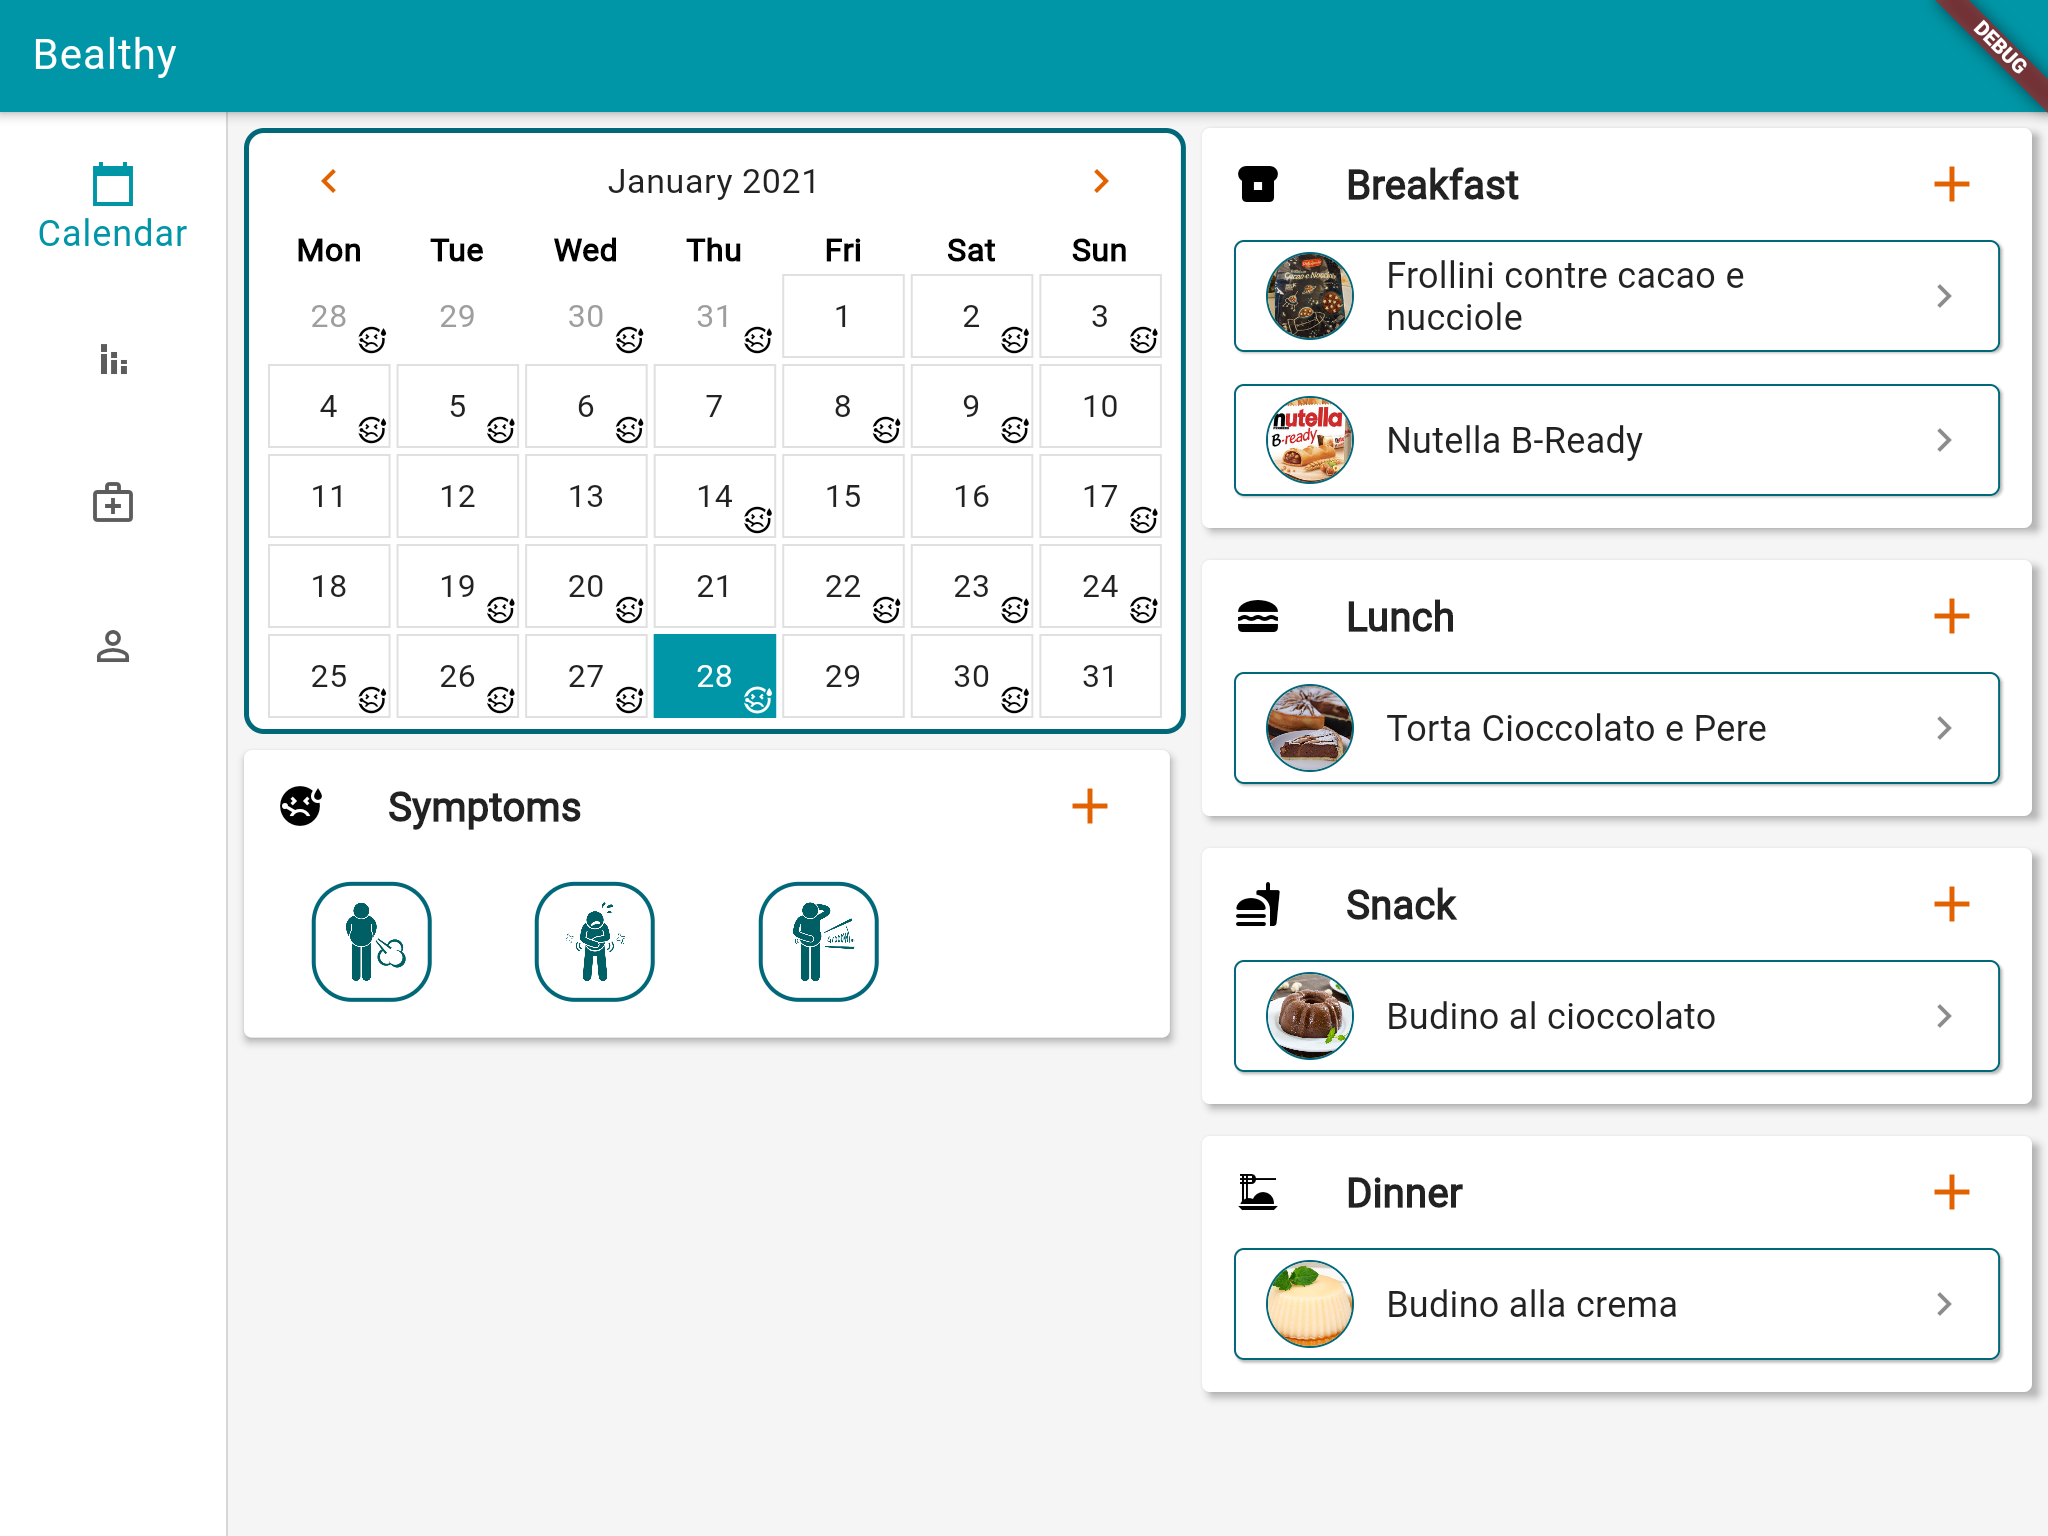 Bealthy
DEBUG
Calendar
January 2021
Mon Tue Wed Thu Fri Sat Sun
28 29 30 31 1 2 3
4 5 6 7 8 9 10
11 12 13 14 15 16 17
18 19 20 21 22 23 24
25 26 27 28 29 30 31
Symptoms
Breakfast
Frollini contre cacao e
nucciole
nutella
B-ready
Nutella B-Ready
Lunch
Torta Cioccolato e Pere
Snack
Budino al cioccolato
Dinner
Budino alla crema